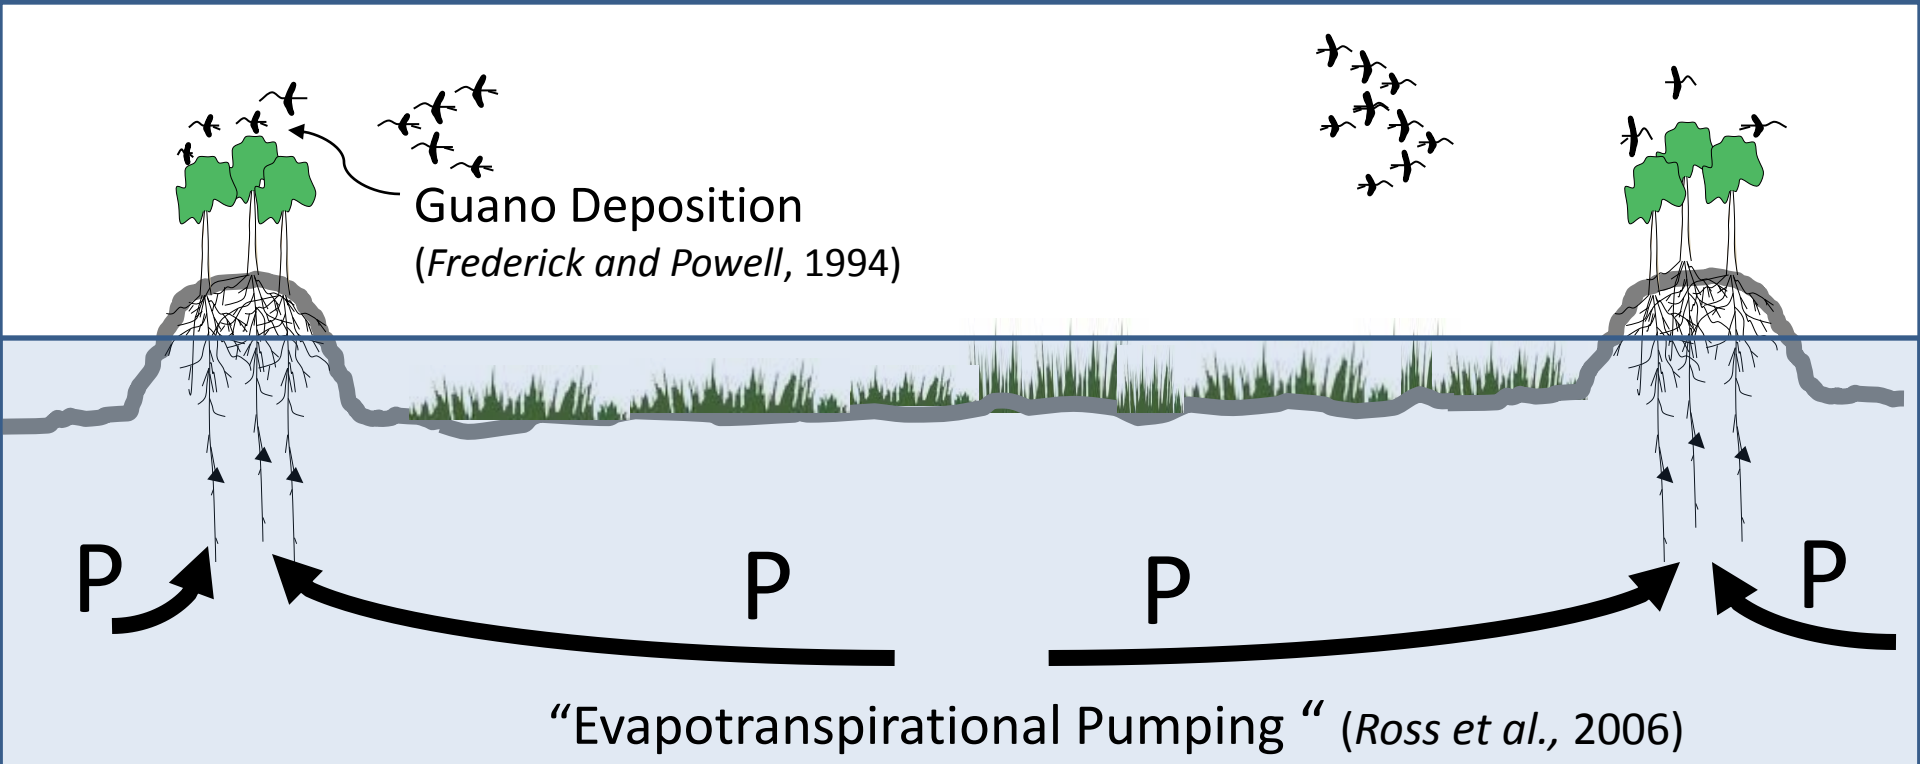 Guano Deposition
(Frederick and Powell, 1994)
P
P
P
P
“Evapotranspirational Pumping “ (Ross et al., 2006)